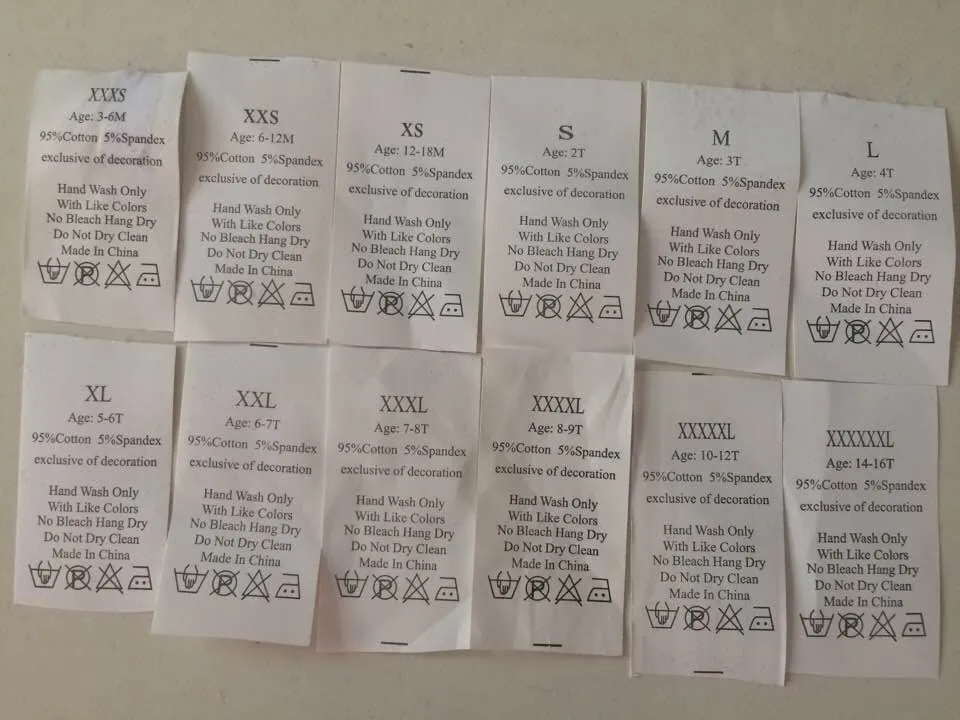 XXXS
Age: 3-6M
95%Cotton 5%Spandex
exclusive of decoration
Hand Wash Only
With Like Colors
No Bleach Hang Dry
Do Not Dry Clean
Made In China
XXS
Age: 6-12M
95%Cotton 5%Spandex
exclusive of decoration
Hand Wash Only
With Like Colors
No Bleach Hang Dry
Do Not Dry Clean
Made In China
XS
Age: 12-18M
95%Cotton 5%Spandex
exclusive of decoration
Hand Wash Only
With Like Colors
No Bleach Hang Dry
Do Not Dry Clean
Made In China
S
Age: 2T
95%Cotton 5%Spandex
exclusive of decoration
Hand Wash Only
With Like Colors
No Bleach Hang Dry
Do Not Dry Clean
Made In China
M
Age: 3T
95%Cotton 5%Spandex
exclusive of decoration
Hand Wash Only
With Like Colors
No Bleach Hang Dry
Do Not Dry Clean
Made In China
L
Age: 4T
95%Cotton 5%Spandex
exclusive of decoration
Hand Wash Only
With Like Colors
No Bleach Hang Dry
Do Not Dry Clean
Made In China
XL
Age: 5-6T
95%Cotton 5%Spandex
exclusive of decoration
Hand Wash Only
With Like Colors
No Bleach Hang Dry
Do Not Dry Clean
Made In China
XXL
Age: 6-7T
95%Cotton 5%Spandex
exclusive of decoration
Hand Wash Only
With Like Colors
No Bleach Hang Dry
Do Not Dry Clean
Made In China
XXXL
Age: 7-8T
95%Cotton 5%Spandex
exclusive of decoration
Hand Wash Only
With Like Colors
No Bleach Hang Dry
Do Not Dry Clean
Made In China
XXXXL
Age: 8-9T
95%Cotton 5%Spandex
exclusive of decoration
Hand Wash Only
With Like Colors
No Bleach Hang Dry
Do Not Dry Clean
Made In China
XXXXXL
Age: 10-12T
95%Cotton 5%Spandex
exclusive of decoration
Hand Wash Only
With Like Colors
No Bleach Hang Dry
Do Not Dry Clean
Made In China
XXXXXXL
Age: 14-16T
95%Cotton 5%Spandex
exclusive of decoration
Hand Wash Only
With Like Colors
No Bleach Hang Dry
Do Not Dry Clean
Made In China